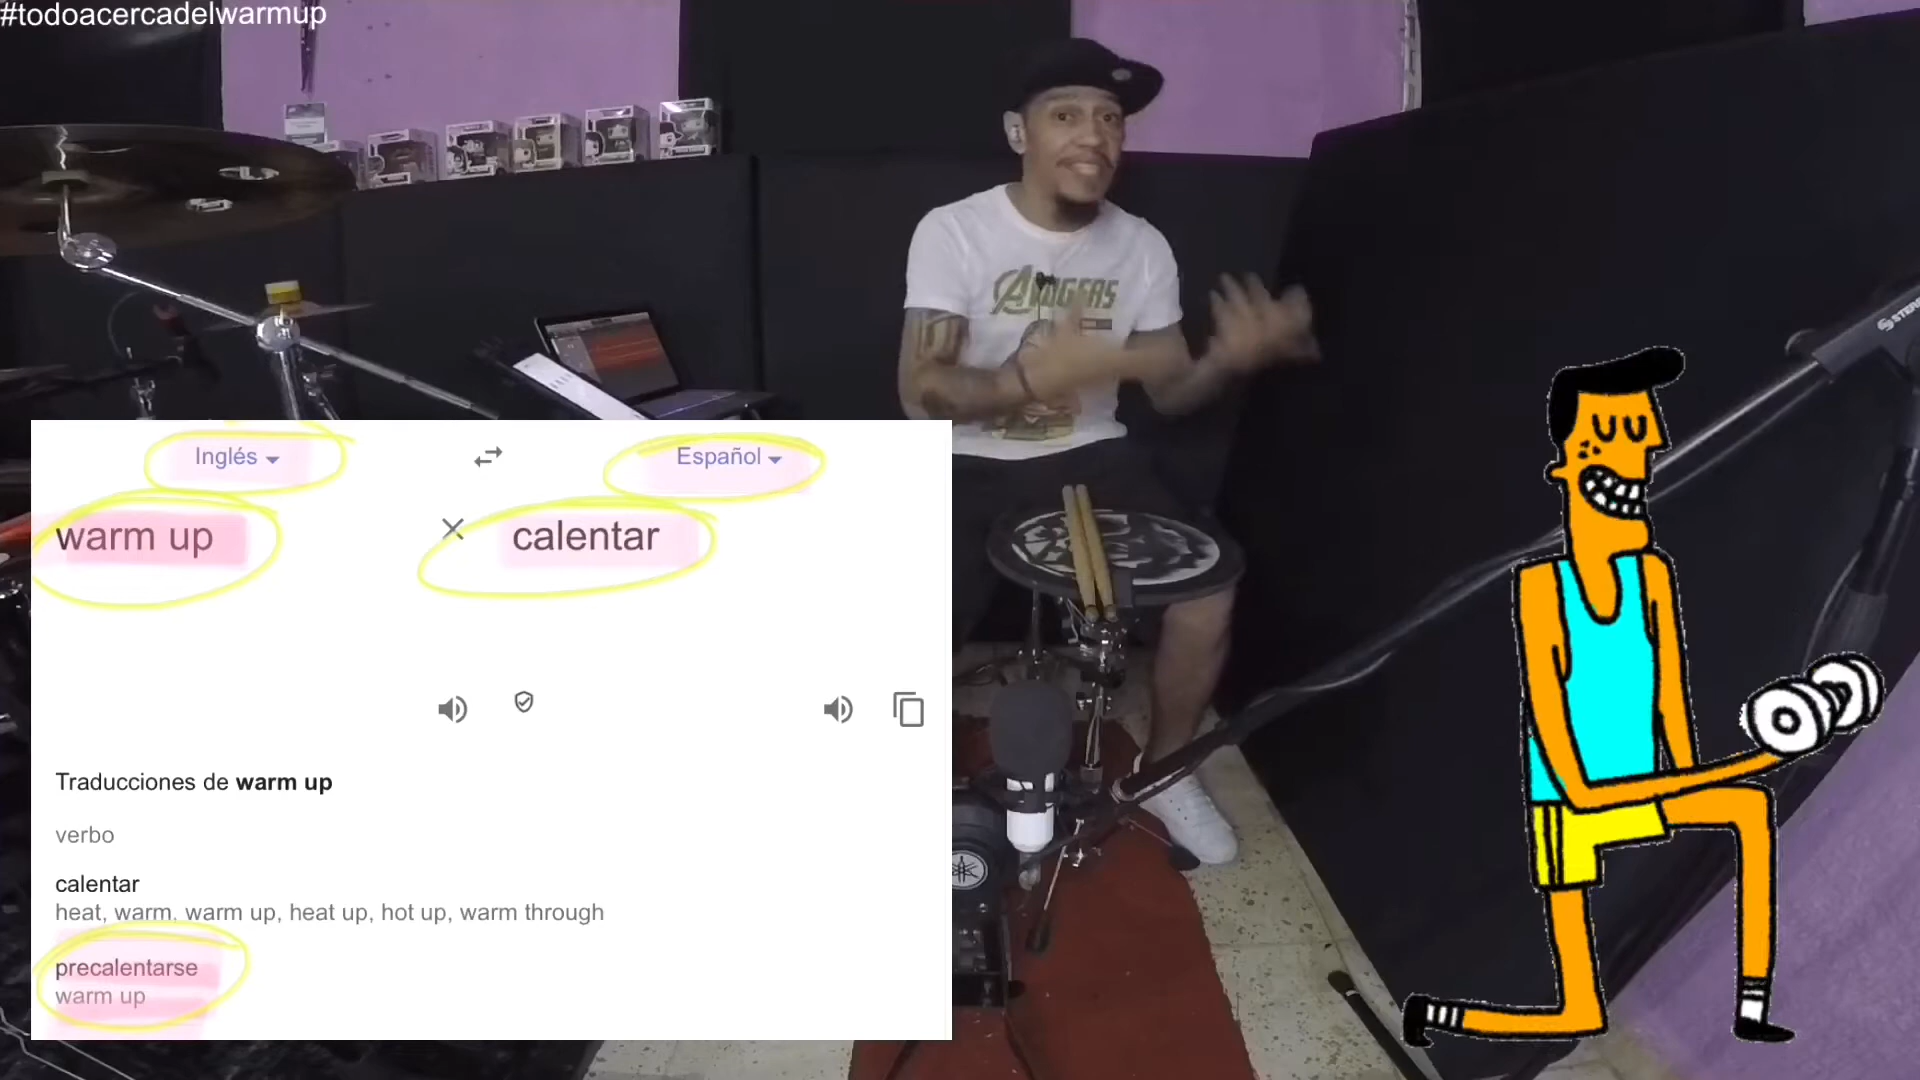 #todoacercadelwarmup
AVENGERS
Inglés
Español
warm up
calentar
Traducciones de warm up
verbo
calentar
heat, warm, warm up, heat up, hot up, warm through
precalentarse
warm up